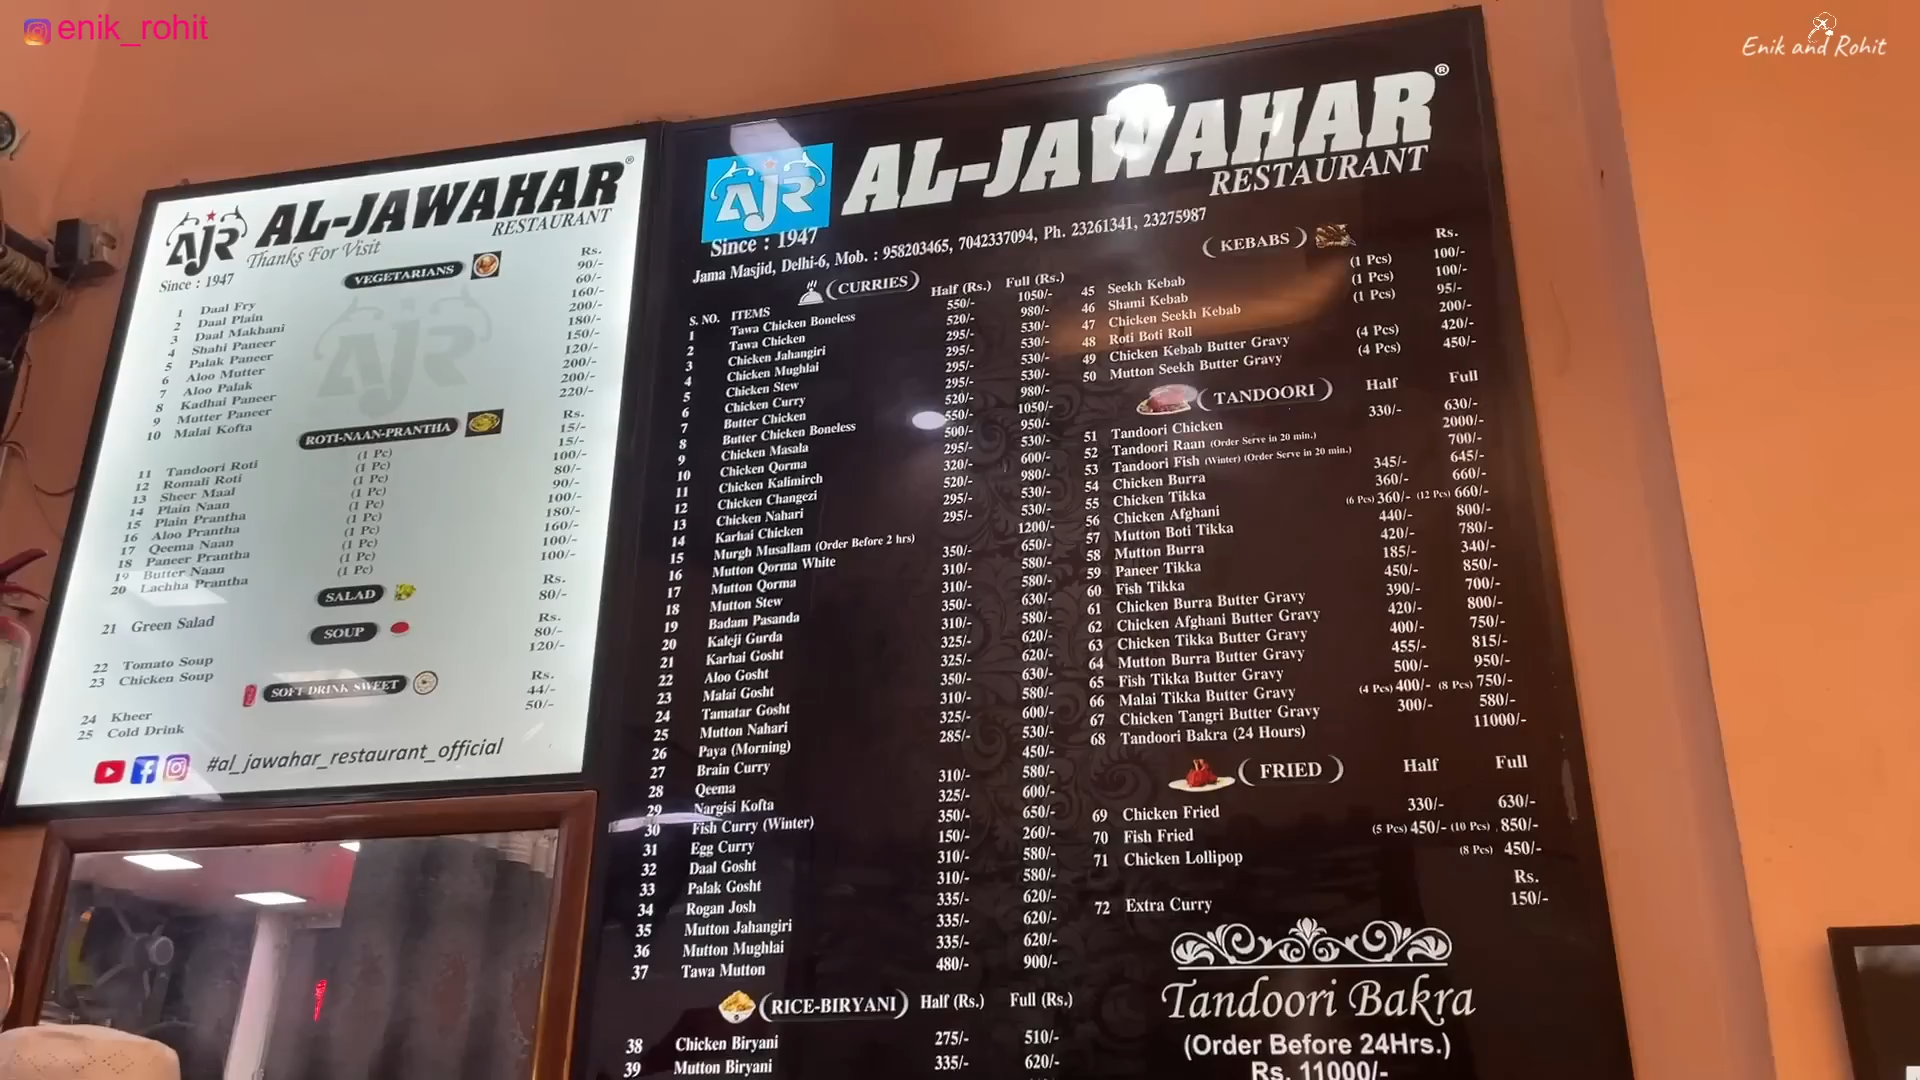 enik_rohit
Enik and Rohit
AJR
AL-JAWAHAR®
RESTAURANT
Thanks For Visit
Since : 1947
VEGETARIANS Rs.
1 Daal Fry 90/-
2 Daal Plain 60/-
3 Daal Makhani 160/-
4 Shahi Paneer 200/-
5 Palak Paneer 180/-
6 Aloo Mutter 150/-
7 Aloo Palak 120/-
8 Kadhai Paneer 200/-
9 Mutter Paneer 200/-
10 Malai Kofta 220/-
AJR
ROTI-NAAN-PRANTHA Rs.
11 Tandoori Roti (1 Pc) 15/-
12 Romali Roti (1 Pc) 15/-
13 Sheer Maal (1 Pc) 100/-
14 Plain Naan (1 Pc) 80/-
15 Plain Prantha (1 Pc) 90/-
16 Aloo Prantha (1 Pc) 100/-
17 Qeema Naan (1 Pc) 180/-
18 Paneer Prantha (1 Pc) 160/-
19 Butter Naan (1 Pc) 100/-
20 Lachha Prantha (1 Pc) 100/-
SALAD Rs.
21 Green Salad 80/-
SOUP Rs.
22 Tomato Soup 80/-
23 Chicken Soup 120/-
SOFT DRINK SWEET Rs.
24 Kheer 44/-
25 Cold Drink 50/-
#al_jawahar_restaurant_official
AJR
AL-JAWAHAR®
RESTAURANT
Since : 1947
Jama Masjid, Delhi-6, Mob. : 958203465, 7042337094, Ph. 23261341, 23275987
CURRIES
S. NO. ITEMS Half (Rs.) Full (Rs.)
1 Tawa Chicken Boneless 550/- 1050/-
2 Tawa Chicken 520/- 980/-
3 Chicken Jahangiri 295/- 530/-
4 Chicken Mughlai 295/- 530/-
5 Chicken Stew 295/- 530/-
6 Chicken Curry 295/- 530/-
7 Butter Chicken 520/- 980/-
8 Butter Chicken Boneless 550/- 1050/-
9 Chicken Masala 500/- 950/-
10 Chicken Qorma 295/- 530/-
11 Chicken Kalimirch 320/- 600/-
12 Chicken Changezi 520/- 980/-
13 Chicken Nahari 295/- 530/-
14 Karhai Chicken 295/- 530/-
15 Murgh Musallam (Order Before 2 hrs) 1200/-
16 Mutton Qorma White 350/- 650/-
17 Mutton Qorma 310/- 580/-
18 Mutton Stew 310/- 580/-
19 Badam Pasanda 350/- 630/-
20 Kaleji Gurda 310/- 580/-
21 Karhai Gosht 325/- 620/-
22 Aloo Gosht 325/- 620/-
23 Malai Gosht 350/- 630/-
24 Tamatar Gosht 310/- 580/-
25 Mutton Nahari 325/- 600/-
26 Paya (Morning) 285/- 530/-
27 Brain Curry 450/-
28 Qeema 310/- 580/-
29 Nargisi Kofta 325/- 600/-
30 Fish Curry (Winter) 350/- 650/-
31 Egg Curry 150/- 260/-
32 Daal Gosht 310/- 580/-
33 Palak Gosht 310/- 580/-
34 Rogan Josh 335/- 620/-
35 Mutton Jahangiri 335/- 620/-
36 Mutton Mughlai 335/- 620/-
37 Tawa Mutton 480/- 900/-
RICE-BIRYANI Half (Rs.) Full (Rs.)
38 Chicken Biryani 275/- 510/-
39 Mutton Biryani 335/- 620/-
KEBABS Rs.
45 Seekh Kebab (1 Pcs) 100/-
46 Shami Kebab (1 Pcs) 100/-
47 Chicken Seekh Kebab (1 Pcs) 95/-
48 Roti Boti Roll 200/-
49 Chicken Kebab Butter Gravy (4 Pcs) 420/-
50 Mutton Seekh Butter Gravy (4 Pcs) 450/-
TANDOORI Half Full
51 Tandoori Chicken 330/- 630/-
52 Tandoori Raan (Order Serve in 20 min.) 2000/-
53 Tandoori Fish (Winter) (Order Serve in 20 min.) 700/-
54 Chicken Burra 345/- 645/-
55 Chicken Tikka 360/- 660/-
56 Chicken Afghani (6 Pcs) 360/- (12 Pcs) 660/-
57 Mutton Boti Tikka 440/- 800/-
58 Mutton Burra 420/- 780/-
59 Paneer Tikka 185/- 340/-
60 Fish Tikka 450/- 850/-
61 Chicken Burra Butter Gravy 390/- 700/-
62 Chicken Afghani Butter Gravy 420/- 800/-
63 Chicken Tikka Butter Gravy 400/- 750/-
64 Mutton Burra Butter Gravy 455/- 815/-
65 Fish Tikka Butter Gravy 500/- 950/-
66 Malai Tikka Butter Gravy (4 Pcs) 400/- (8 Pcs) 750/-
67 Chicken Tangri Butter Gravy 300/- 580/-
68 Tandoori Bakra (24 Hours) 11000/-
FRIED Half Full
69 Chicken Fried 330/- 630/-
70 Fish Fried (5 Pcs) 450/- (10 Pcs) 850/-
71 Chicken Lollipop (8 Pcs) 450/-
Rs.
72 Extra Curry 150/-
Tandoori Bakra
(Order Before 24Hrs.)
Rs. 11000/-